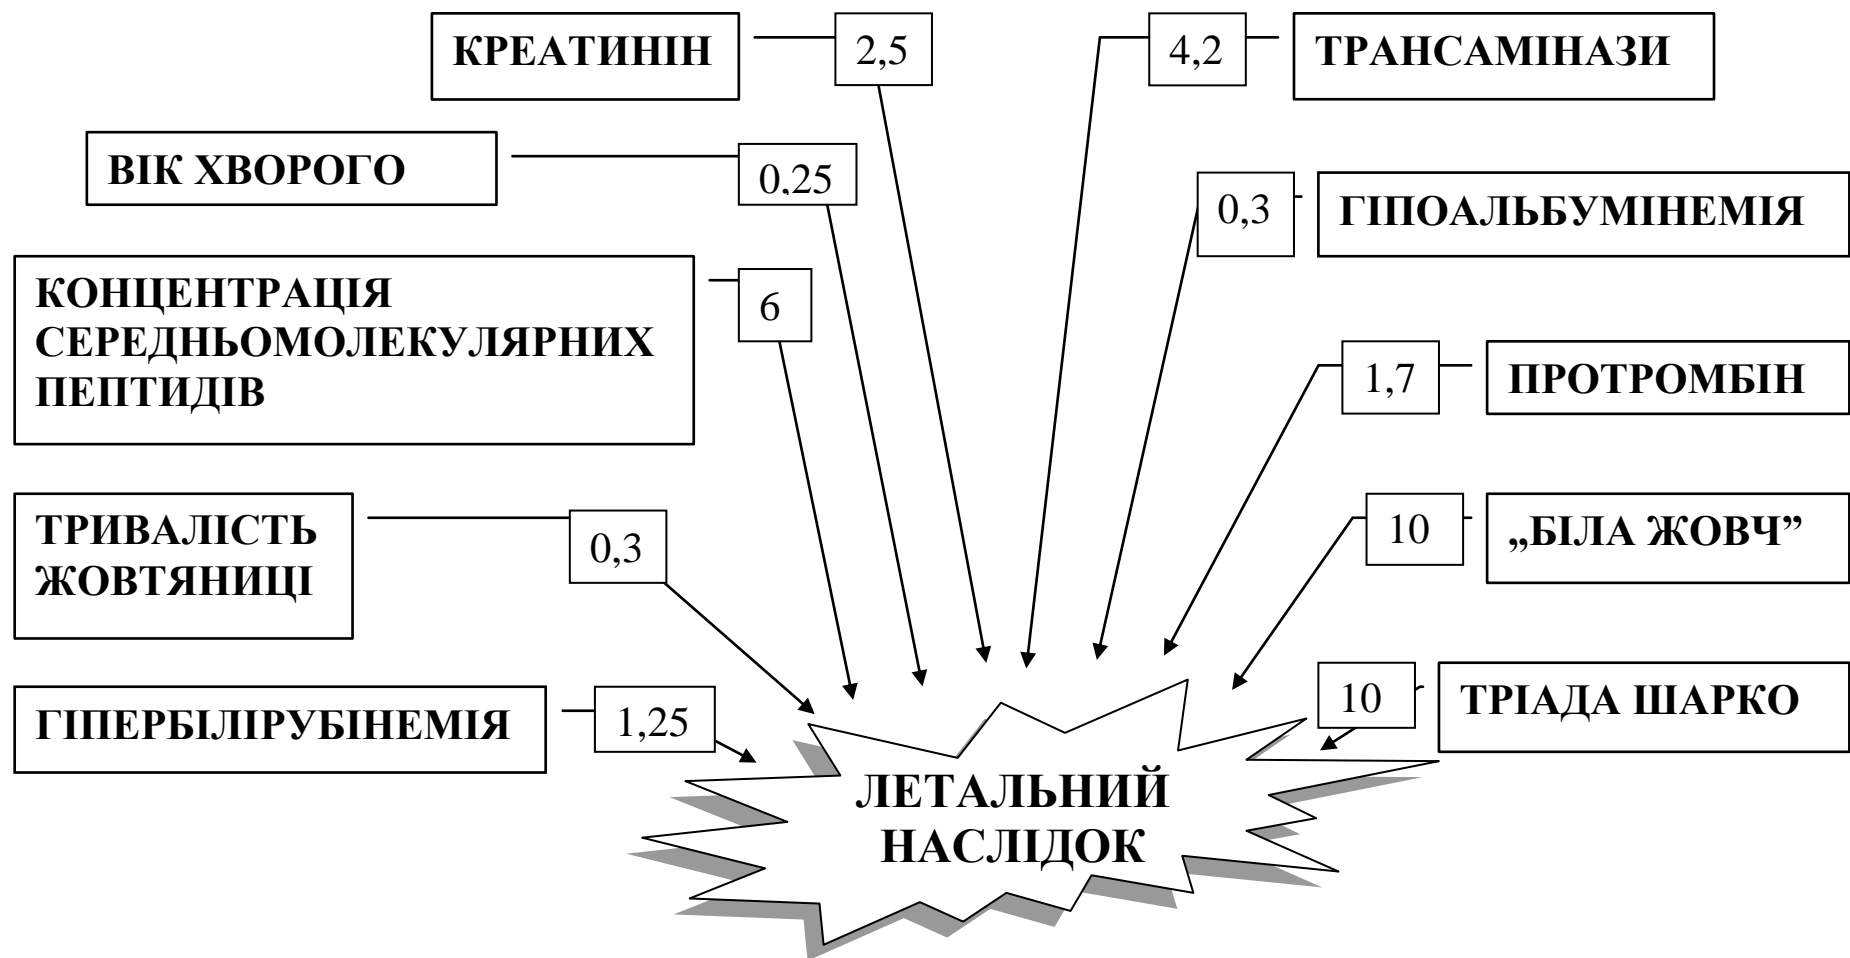 КРЕАТИНІН
2,5
4,2
ТРАНСАМІНАЗИ
ВІК ХВОРОГО
0,25
0,3
ГІПОАЛЬБУМІНЕМІЯ
КОНЦЕНТРАЦІЯ
СЕРЕДНЬОМОЛЕКУЛЯРНИХ
ПЕПТИДІВ
6
1,7
ПРОТРОМБІН
ТРИВАЛІСТЬ
ЖОВТЯНИЦІ
0,3
10
„БІЛА ЖОВЧ”
ГІПЕРБІЛІРУБІНЕМІЯ
1,25
10
ТРІАДА ШАРКО
ЛЕТАЛЬНИЙ
НАСЛІДОК